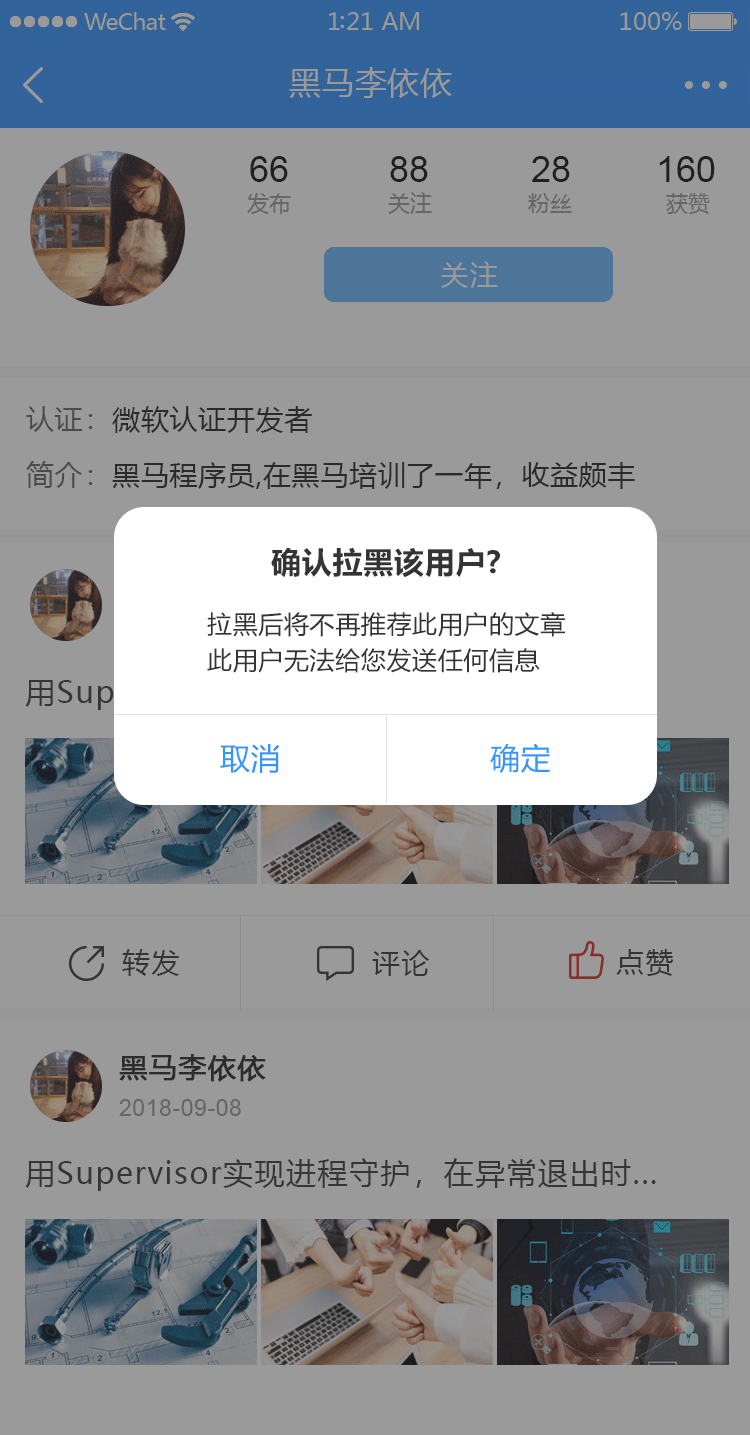 WeChat 1:21 AM 100%
黑马李依依
66 88 28 160
发布 关注 粉丝 获赞
关注
认证：微软认证开发者
简介：黑马程序员,在黑马培训了一年，收益颇丰
确认拉黑该用户?
拉黑后将不再推荐此用户的文章
此用户无法给您发送任何信息
用Sup
取消 确定
转发 评论 点赞
黑马李依依
2018-09-08
用Supervisor实现进程守护，在异常退出时...